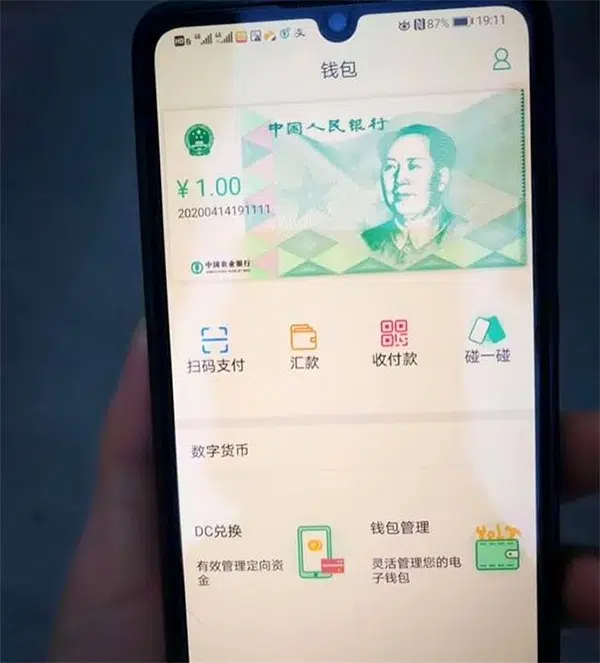 87% 19:11
钱包
中国人民银行
¥ 1.00
20200414191111
中国农业银行
扫码支付
汇款
收付款
碰一碰
数字货币
DC兑换
钱包管理
有效管理定向资
金
灵活管理您的电
子钱包